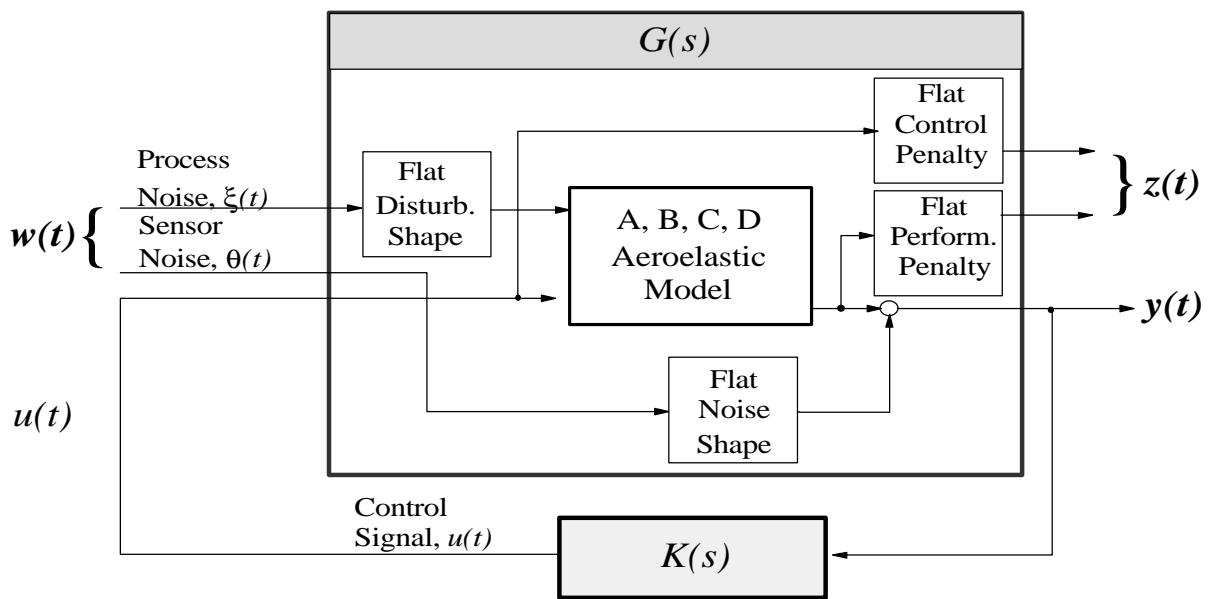 G(s)
Flat
Control
Penalty
Process
Noise, ξ(t)
Sensor
Noise, θ(t)
w(t) {
Flat
Disturb.
Shape
A, B, C, D
Aeroelastic
Model
Flat
Perform.
Penalty
} z(t)
y(t)
Flat
Noise
Shape
u(t)
Control
Signal, u(t)
K(s)